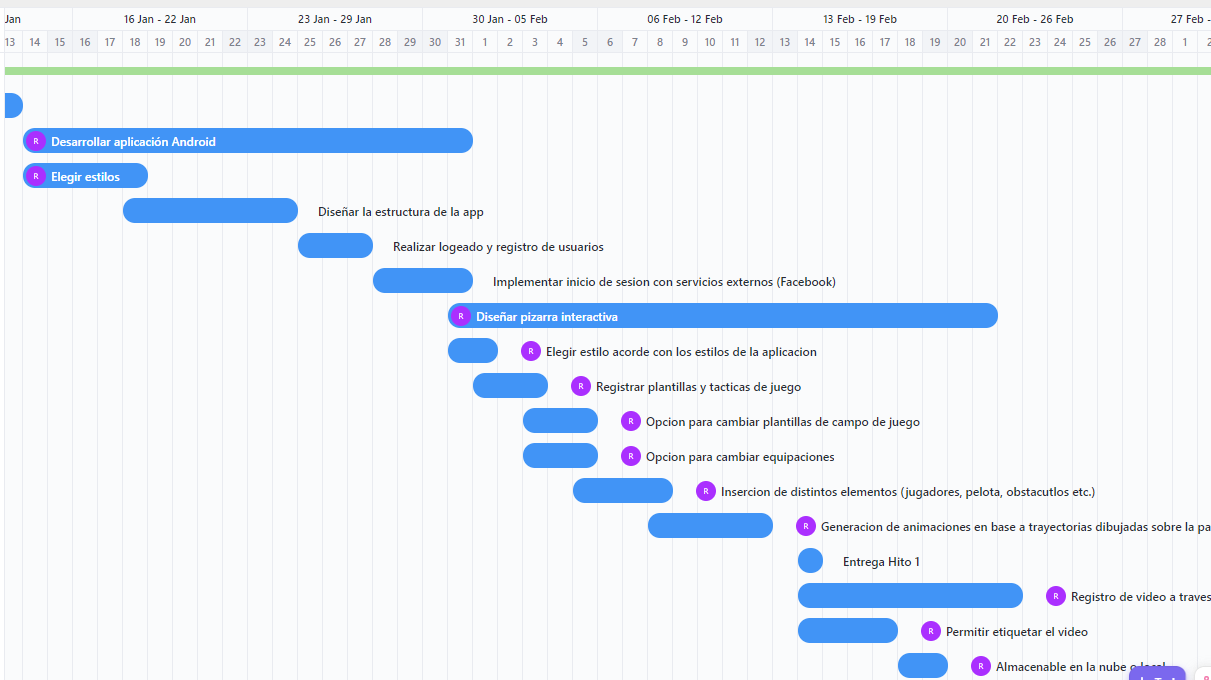 Jan 16 Jan - 22 Jan 23 Jan - 29 Jan 30 Jan - 05 Feb 06 Feb - 12 Feb 13 Feb - 19 Feb 20 Feb - 26 Feb 27 Feb -
13 14 15 16 17 18 19 20 21 22 23 24 25 26 27 28 29 30 31 1 2 3 4 5 6 7 8 9 10 11 12 13 14 15 16 17 18 19 20 21 22 23 24 25 26 27 28 1 2
R Desarrollar aplicación Android
R Elegir estilos
Diseñar la estructura de la app
Realizar logeado y registro de usuarios
Implementar inicio de sesion con servicios externos (Facebook)
R Diseñar pizarra interactiva
R Elegir estilo acorde con los estilos de la aplicacion
R Registrar plantillas y tacticas de juego
R Opcion para cambiar plantillas de campo de juego
R Opcion para cambiar equipaciones
R Insercion de distintos elementos (jugadores, pelota, obstacutlos etc.)
R Generacion de animaciones en base a trayectorias dibujadas sobre la pa
Entrega Hito 1
R Registro de video a traves
R Permitir etiquetar el video
R Almacenable en la nube o local